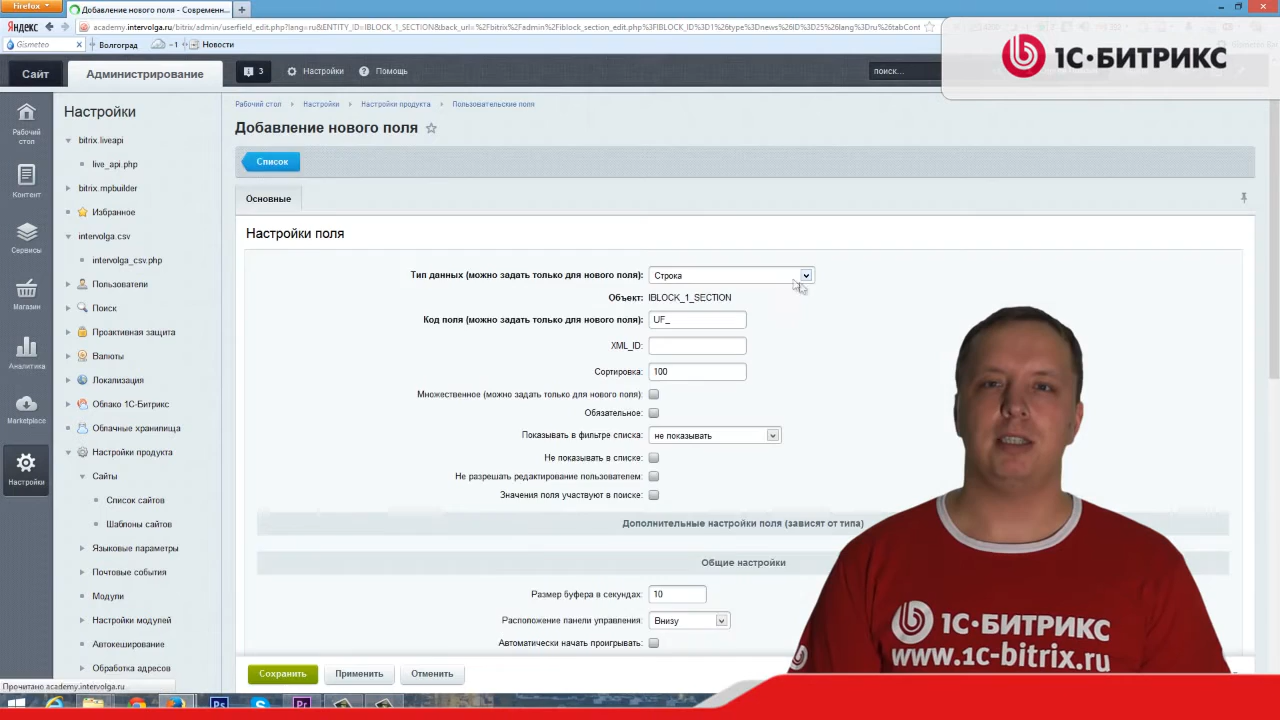 Firefox
Добавление нового поля - Современн...
Яндекс
academy.intervolga.ru/bitrix/admin/userfield_edit.php?lang=ru&ENTITY_ID=IBLOCK_1_SECTION&back_url=%2Fbitrix%2Fadmin%2Fiblock_section_edit.php%3FIBLOCK_ID%3D1%26type%3Dnews%26ID%3D25%26lang%3Dru%26tabCont
Gismeteo
Волгоград
-1
Новости
Сайт
Администрирование
3
Настройки
Помощь
поиск...
1С·БИТРИКС
Рабочий стол
Контент
Сервисы
Магазин
Аналитика
Marketplace
Настройки
Настройки
bitrix.liveapi
live_api.php
bitrix.mpbuilder
Избранное
intervolga.csv
intervolga_csv.php
Пользователи
Поиск
Проактивная защита
Валюты
Локализация
Облако 1С-Битрикс
Облачные хранилища
Настройки продукта
Сайты
Список сайтов
Шаблоны сайтов
Языковые параметры
Почтовые события
Модули
Настройки модулей
Автокеширование
Обработка адресов
Прочитано academy.intervolga.ru
Рабочий стол
Настройки
Настройки продукта
Пользовательские поля
Добавление нового поля
Список
Основные
Настройки поля
Тип данных (можно задать только для нового поля): Строка
Объект: IBLOCK_1_SECTION
Код поля (можно задать только для нового поля): UF_
XML_ID:
Сортировка: 100
Множественное (можно задать только для нового поля):
Обязательное:
Показывать в фильтре списка: не показывать
Не показывать в списке:
Не разрешать редактирование пользователем:
Значения поля участвуют в поиске:
Дополнительные настройки поля (зависят от типа)
Общие настройки
Размер буфера в секундах: 10
Расположение панели управления: Внизу
Автоматически начать проигрывать:
Сохранить
Применить
Отменить
1С·БИТРИКС
www.1c-bitrix.ru